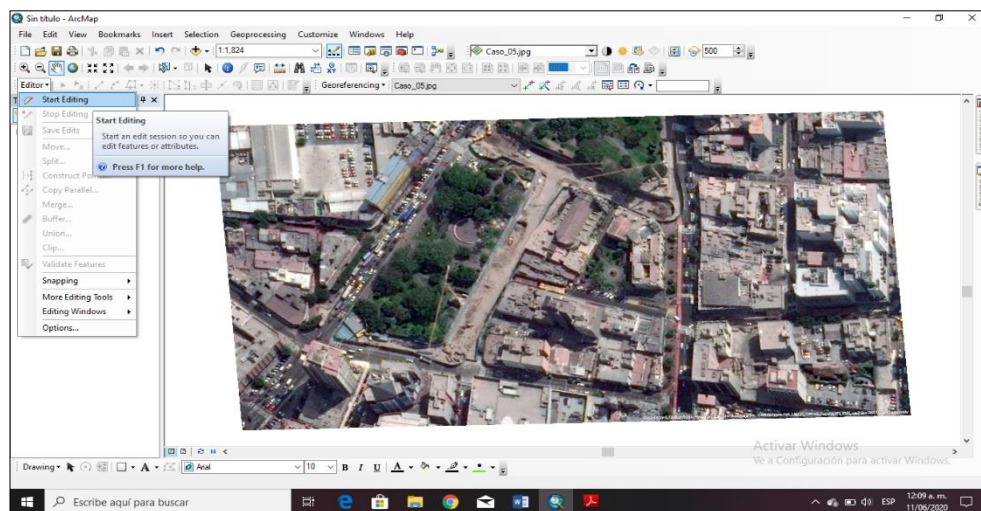 Sin título - ArcMap
File Edit View Bookmarks Insert Selection Geoprocessing Customize Windows Help
1:1,824
Caso_05.jpg
500
Editor
Georeferencing
Caso_05.jpg
Start Editing
Stop Editing
Save Edits
Move...
Split...
Construct Po
Copy Parallel...
Merge...
Buffer...
Union...
Clip...
Validate Features
Snapping
More Editing Tools
Editing Windows
Options...
Start Editing
Start an edit session so you can
edit features or attributes.
Press F1 for more help.
Activar Windows
Ve a Configuración para activar Windows.
Drawing
A
Arial
10
B I U A
Escribe aquí para buscar
ESP
12:09 a. m.
11/06/2020